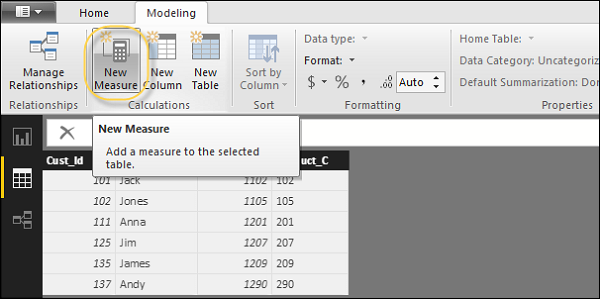 Home Modeling
Manage
Relationships
New
Measure
New
Column
New
Table
Sort by
Column
Data type:
Format:
$ % , .00 Auto
Home Table:
Data Category: Uncategoriz
Default Summarization: Don
Relationships Calculations Sort Formatting Properties
New Measure
Add a measure to the selected
table.
Cust_Id uct_C
101 Jack 1102 102
102 Jones 1105 105
111 Anna 1201 201
125 Jim 1207 207
135 James 1209 209
137 Andy 1290 290